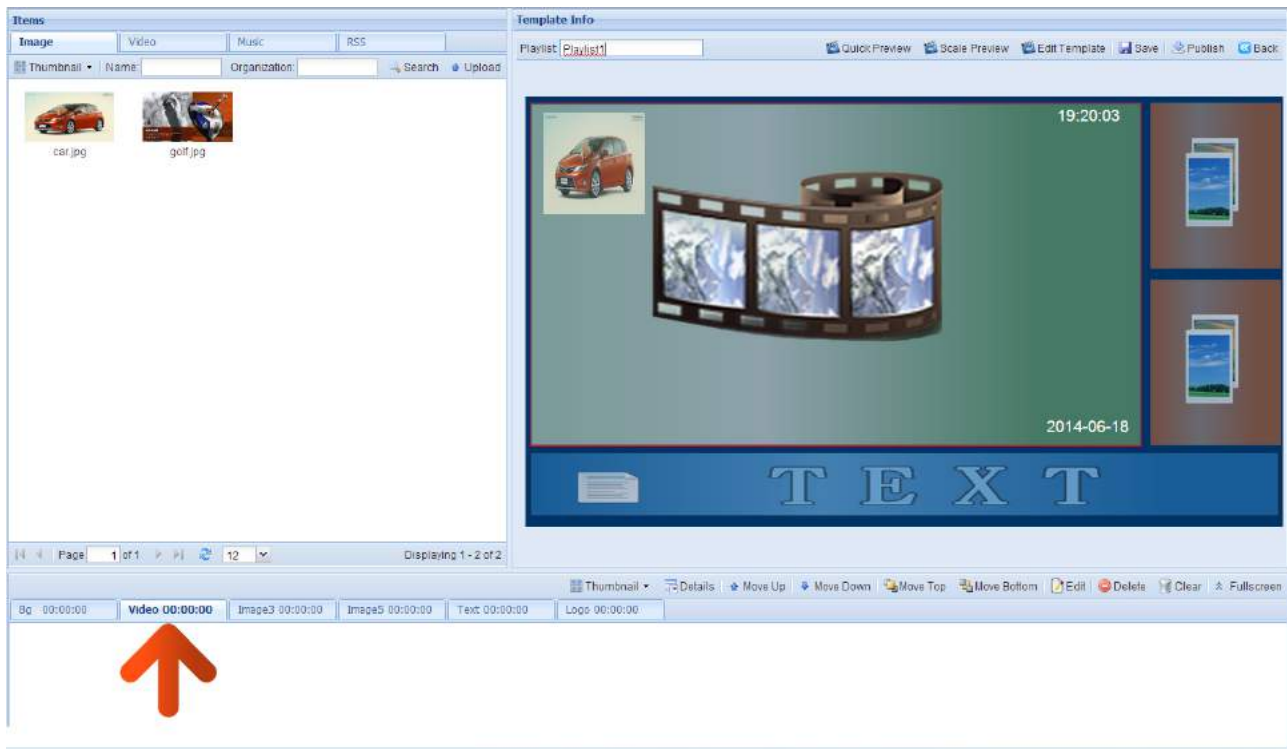 Items
Image Video Music RSS
Thumbnail Name: Organization: Search Upload
car.jpg golf.jpg
Page 1 of 1 12 Displaying 1 - 2 of 2
Template Info
Playlist: Playlist1 Quick Preview Scale Preview Edit Template Save Publish Back
19:20:03
2014-06-18
TEXT
Thumbnail Details Move Up Move Down Move Top Move Bottom Edit Delete Clear Fullscreen
Bg 00:00:00 Video 00:00:00 Image3 00:00:00 Image5 00:00:00 Text 00:00:00 Logo 00:00:00